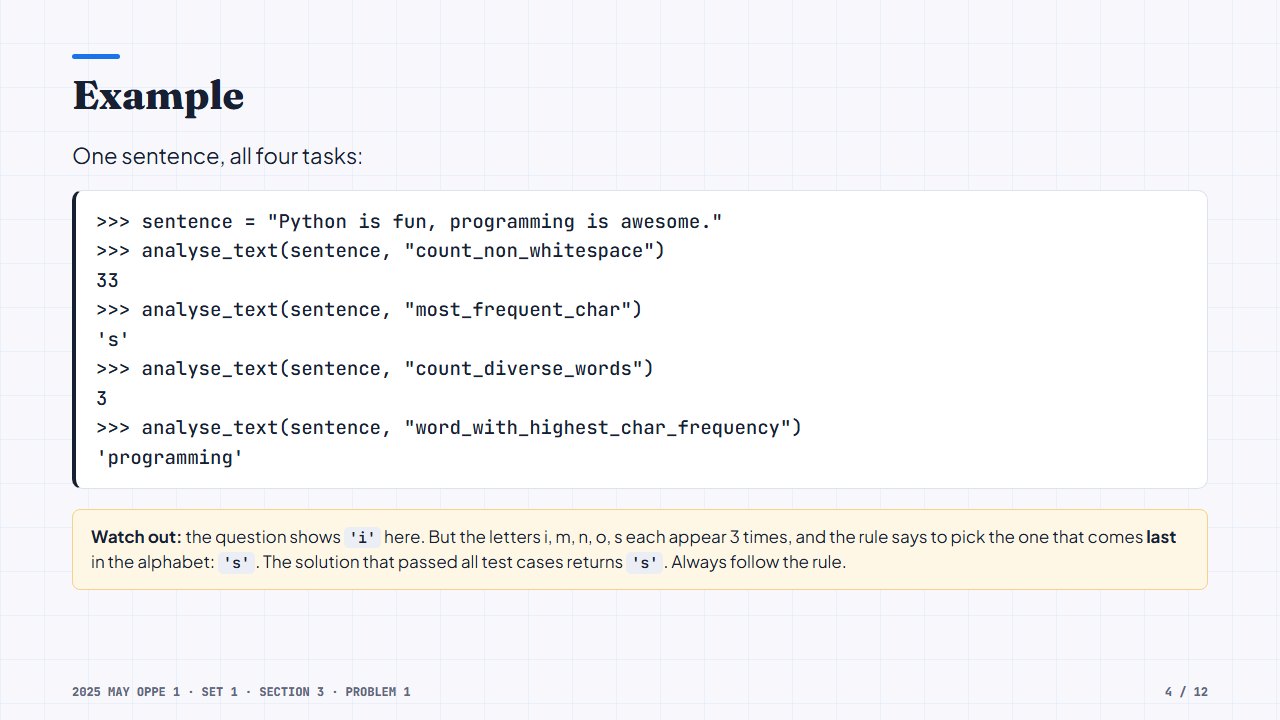 Example
One sentence, all four tasks:
>>> sentence = "Python is fun, programming is awesome."
>>> analyse_text(sentence, "count_non_whitespace")
33
>>> analyse_text(sentence, "most_frequent_char")
's'
>>> analyse_text(sentence, "count_diverse_words")
3
>>> analyse_text(sentence, "word_with_highest_char_frequency")
'programming'
Watch out: the question shows 'i' here. But the letters i, m, n, o, s each appear 3 times, and the rule says to pick the one that comes last
in the alphabet: 's'. The solution that passed all test cases returns 's'. Always follow the rule.
2025 MAY OPPE 1 · SET 1 · SECTION 3 · PROBLEM 1
4 / 12